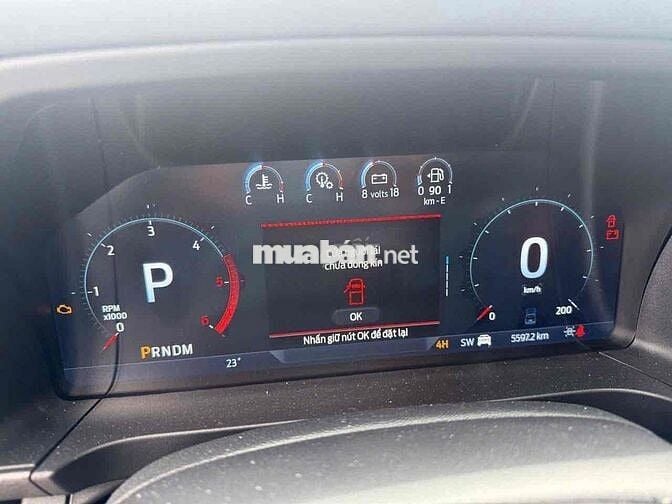 C H
C H
8 volts 18
0 90 1
km - E
1
2
3
4
5
6
0
RPM
x1000
P
PRNDM
23°
muaban.net
chưa đóng kín
OK
Nhấn giữ nút OK để đặt lại
4H
SW
0
km/h
0
200
5597.2 km